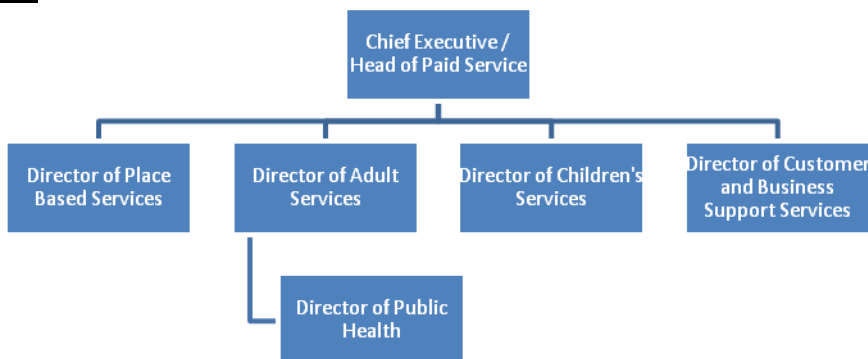 Chief Executive /
Head of Paid Service
Director of Place
Based Services
Director of Adult
Services
Director of Children's
Services
Director of Customer
and Business
Support Services
Director of Public
Health